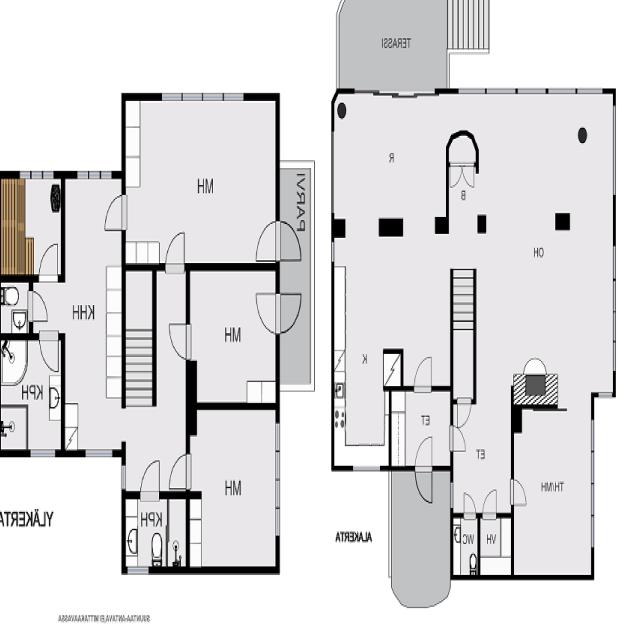 TERASSI
R
B
OH
K
ET
ET
TH/MH
WC
VH
ALAKERTA
MH
PARVI
KHH
MH
KPH
MH
KPH
YLÄKERTA
SUUNTAA-ANTAVA, EI MITTAKAAVASSA